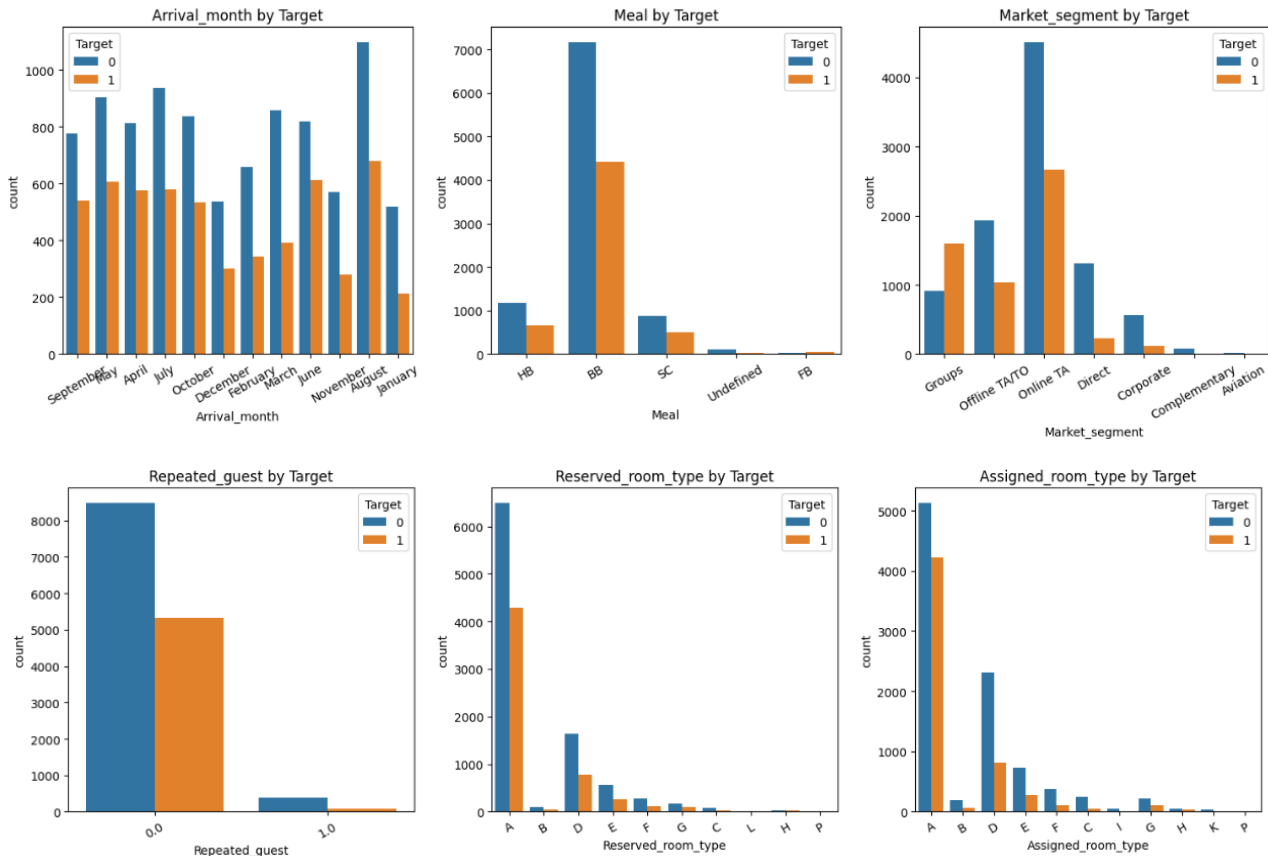 Arrival_month by Target
Target
0
1
1000
800
600
400
200
0
count
September
May
April
July
October
December
February
March
June
November
August
January
Arrival_month
Meal by Target
Target
0
1
7000
6000
5000
4000
3000
2000
1000
0
count
HB
BB
SC
Undefined
FB
Meal
Market_segment by Target
Target
0
1
4000
3000
2000
1000
0
count
Groups
Offline TA/TO
Online TA
Direct
Corporate
Complementary
Aviation
Market_segment
Repeated_guest by Target
Target
0
1
8000
7000
6000
5000
4000
3000
2000
1000
0
count
0.0
1.0
Repeated_guest
Reserved_room_type by Target
Target
0
1
6000
5000
4000
3000
2000
1000
0
count
A
B
D
E
F
G
C
L
H
P
Reserved_room_type
Assigned_room_type by Target
Target
0
1
5000
4000
3000
2000
1000
0
count
A
B
D
E
F
C
I
G
H
K
P
Assigned_room_type